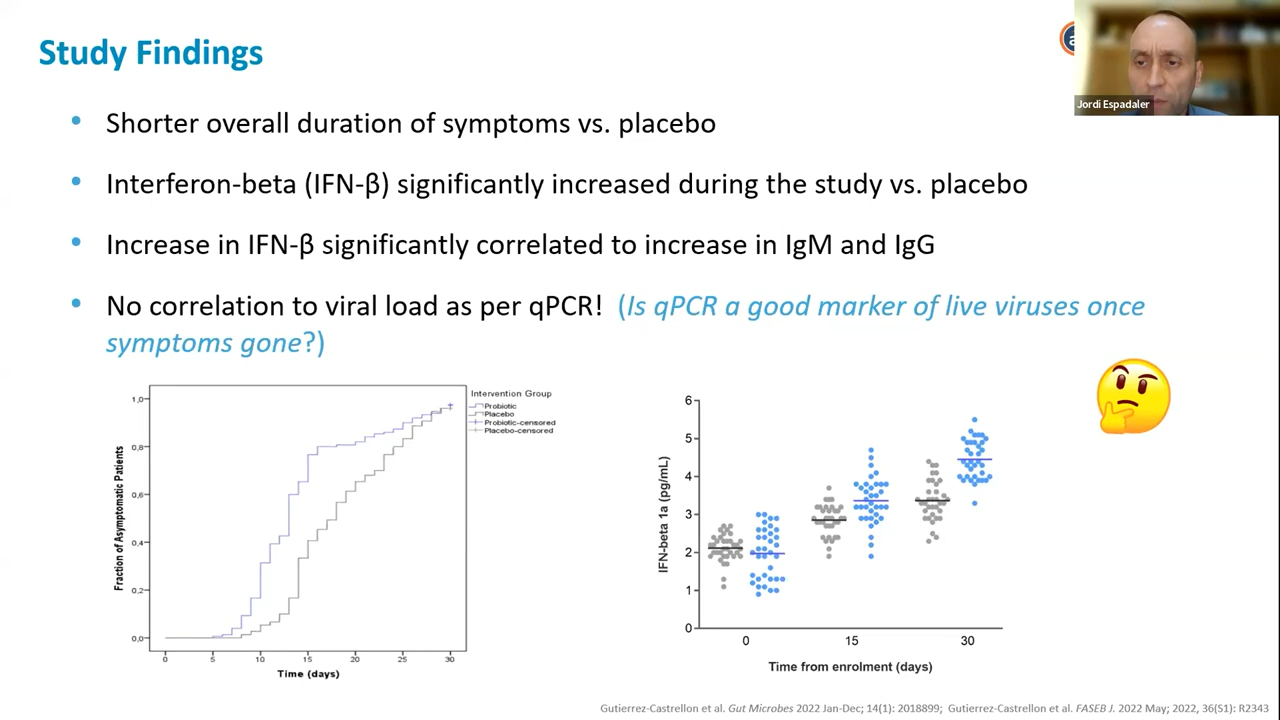 Study Findings
Jordi Espadaler
• Shorter overall duration of symptoms vs. placebo
• Interferon-beta (IFN-β) significantly increased during the study vs. placebo
• Increase in IFN-β significantly correlated to increase in IgM and IgG
• No correlation to viral load as per qPCR! (Is qPCR a good marker of live viruses once
symptoms gone?)
Fraction of Asymptomatic Patients
1,0
0,8
0,6
0,4
0,2
0,0
0 5 10 15 20 25 30
Time (days)
Intervention Group
Probiotic
Placebo
Probiotic-censored
Placebo-censored
IFN-beta 1a (pg/mL)
6
5
4
3
2
1
0
0 15 30
Time from enrolment (days)
Gutierrez-Castrellon et al. Gut Microbes 2022 Jan-Dec; 14(1): 2018899; Gutierrez-Castrellon et al. FASEB J. 2022 May; 2022, 36(S1): R2343